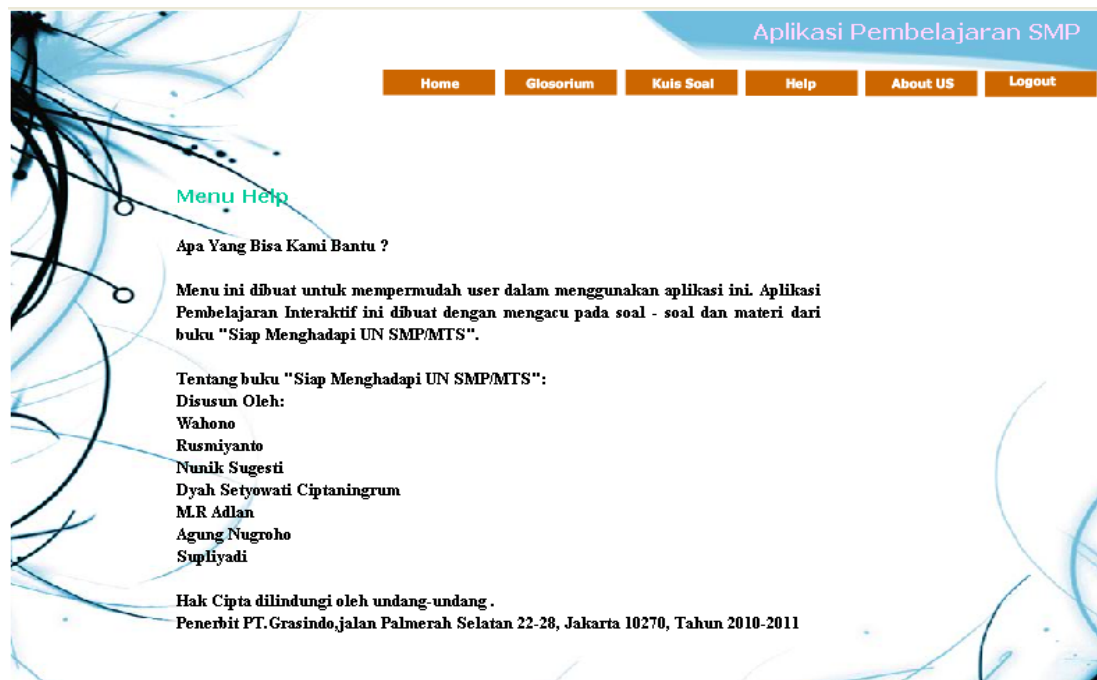 Aplikasi Pembelajaran SMP
Home Glosorium Kuis Soal Help About US Logout
Menu Help
Apa Yang Bisa Kami Bantu ?
Menu ini dibuat untuk mempermudah user dalam menggunakan aplikasi ini. Aplikasi
Pembelajaran Interaktif ini dibuat dengan mengacu pada soal - soal dan materi dari
buku "Siap Menghadapi UN SMP/MTS".
Tentang buku "Siap Menghadapi UN SMP/MTS":
Disusun Oleh:
Wahono
Rusmiyanto
Nunik Sugesti
Dyah Setyowati Ciptaningrum
M.R Adlan
Agung Nugroho
Supliyadi
Hak Cipta dilindungi oleh undang-undang .
Penerbit PT.Grasindo,jalan Palmerah Selatan 22-28, Jakarta 10270, Tahun 2010-2011